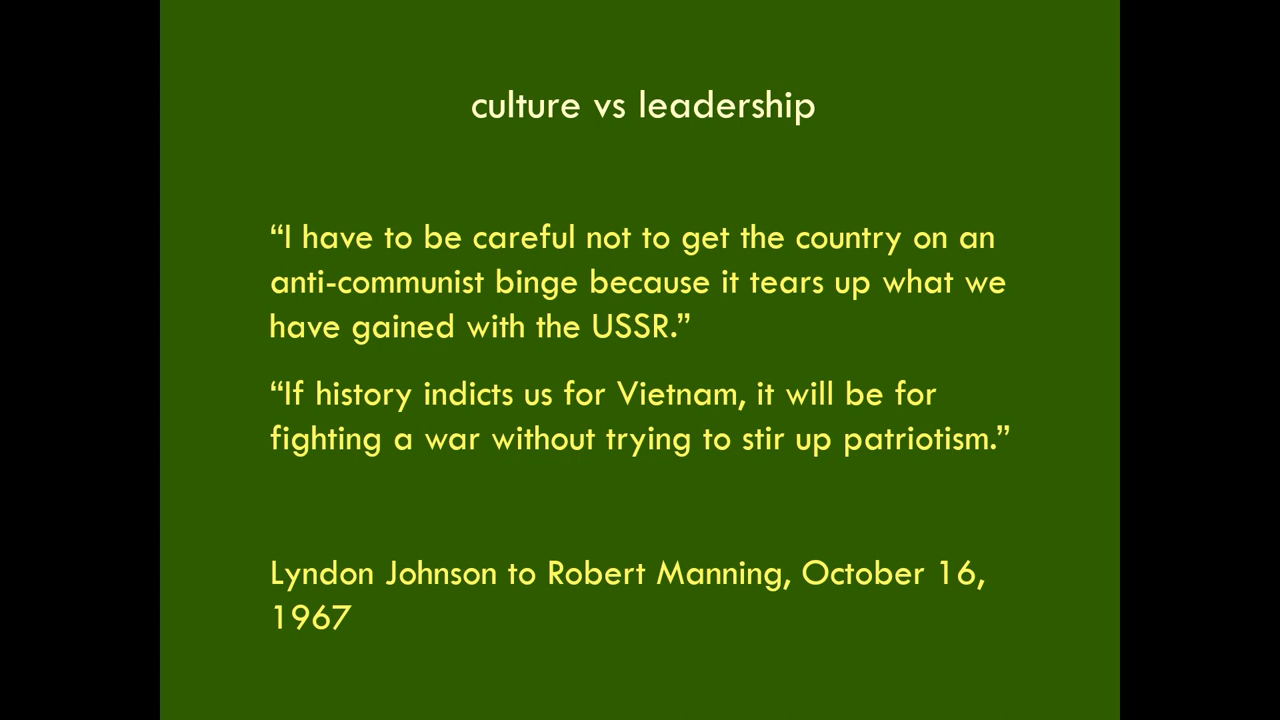 culture vs leadership
“I have to be careful not to get the country on an
anti-communist binge because it tears up what we
have gained with the USSR.”
“If history indicts us for Vietnam, it will be for
fighting a war without trying to stir up patriotism.”
Lyndon Johnson to Robert Manning, October 16,
1967